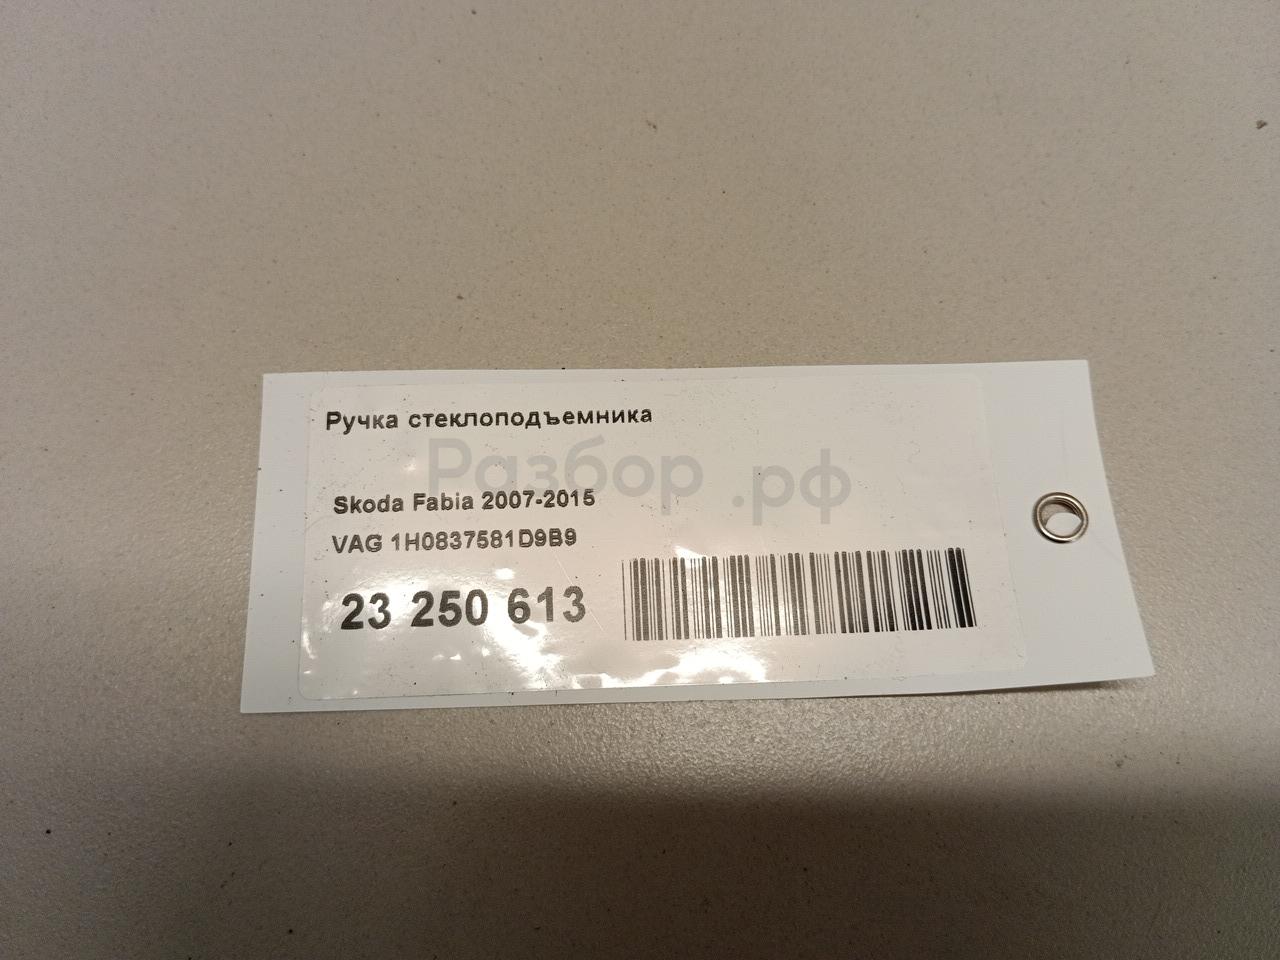 Ручка стеклоподъемника
Разбор.рф
Skoda Fabia 2007-2015
VAG 1H0837581D9B9
23 250 613